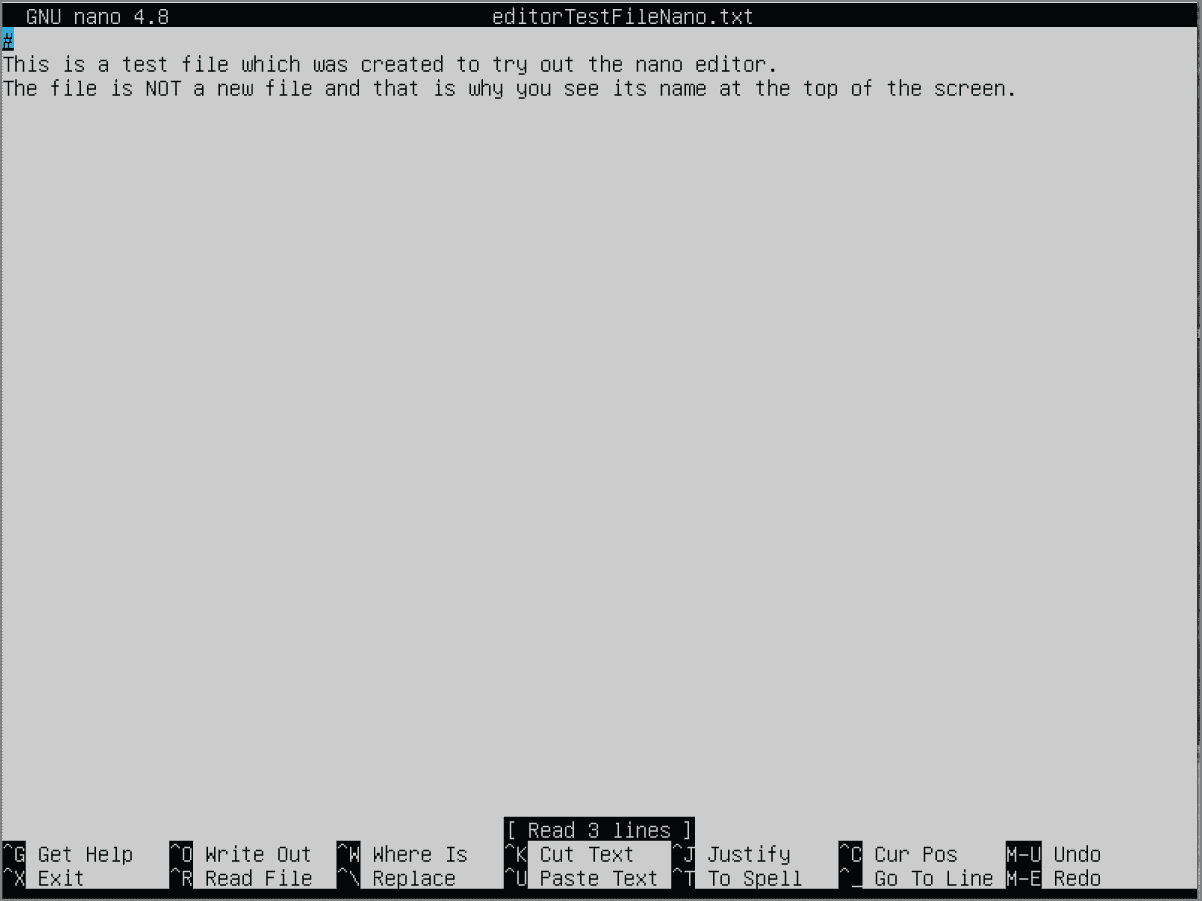 GNU nano 4.8 editorTestFileNano.txt
#
This is a test file which was created to try out the nano editor.
The file is NOT a new file and that is why you see its name at the top of the screen.
[ Read 3 lines ]
^G Get Help ^O Write Out ^W Where Is ^K Cut Text ^J Justify ^C Cur Pos M-U Undo
^X Exit ^R Read File ^\ Replace ^U Paste Text ^T To Spell ^_ Go To Line M-E Redo